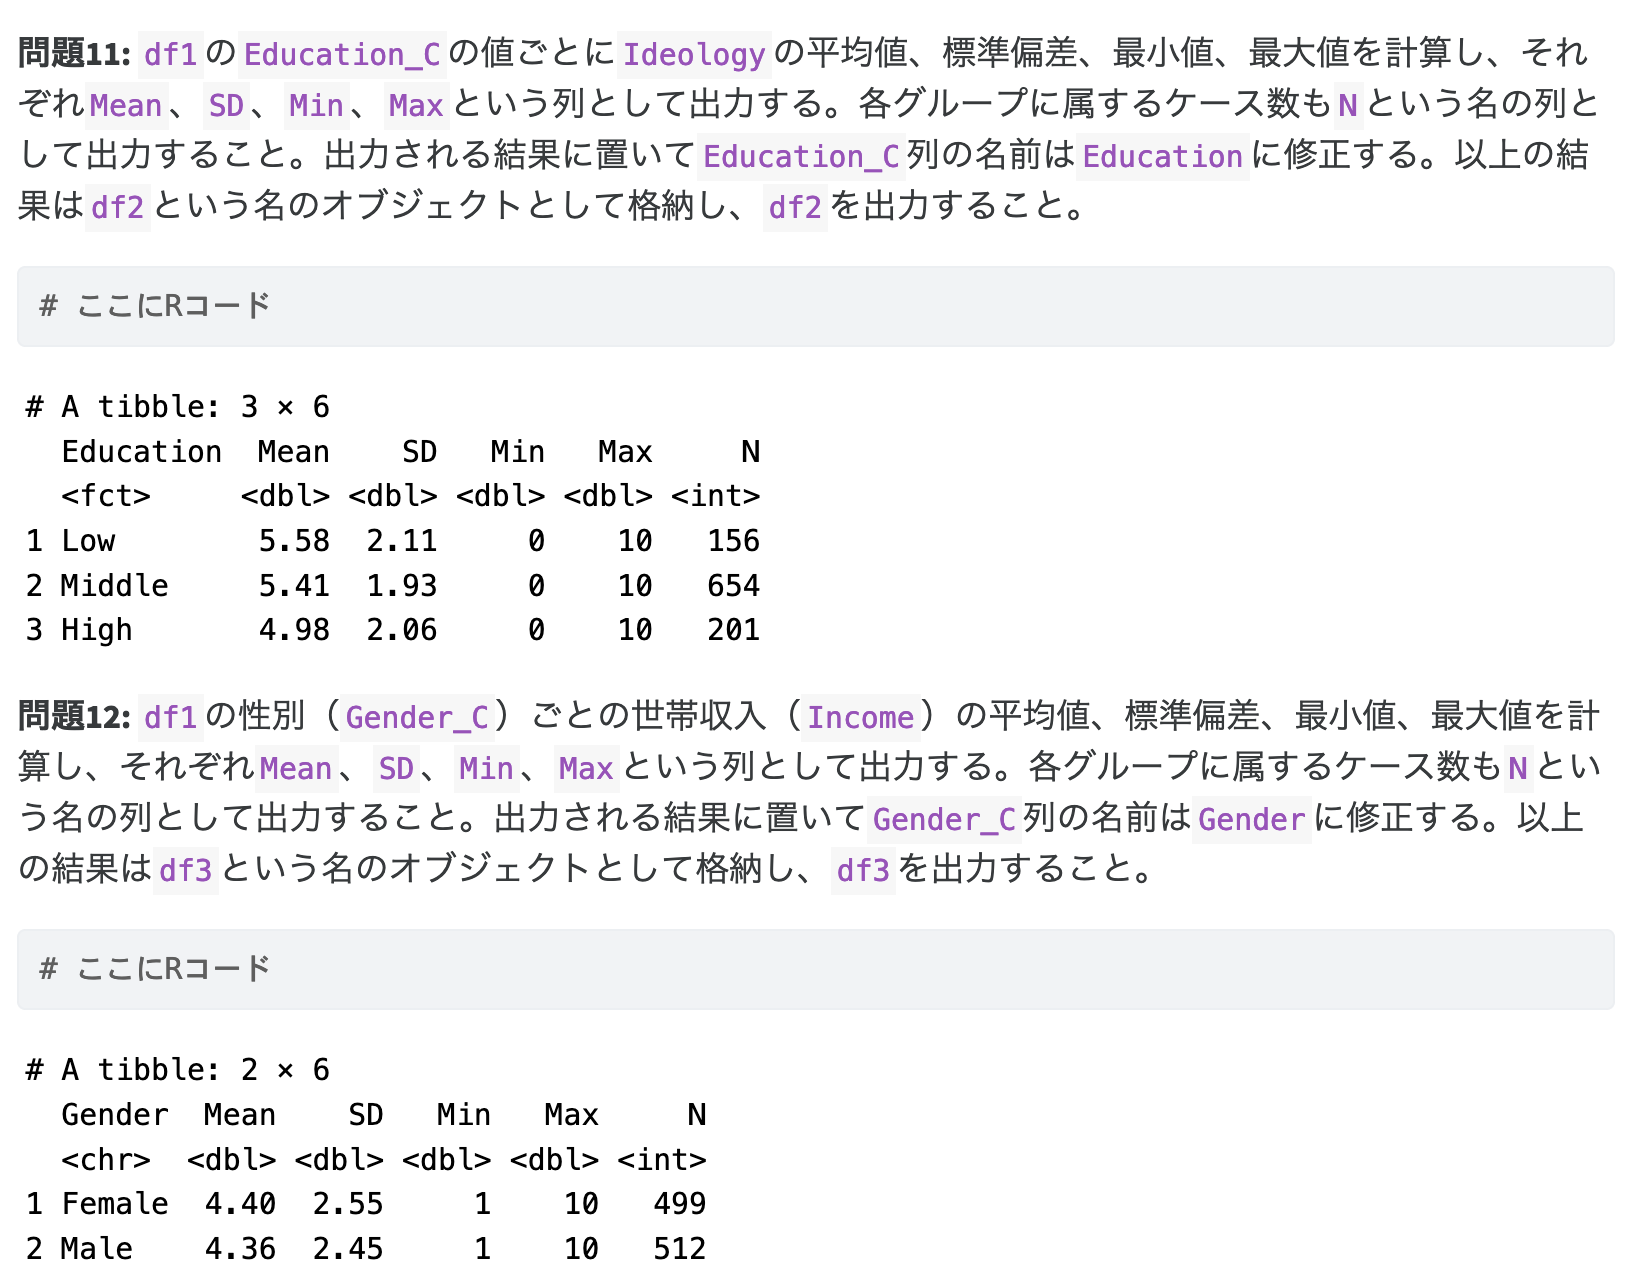 問題11: df1のEducation_Cの値ごとにIdeologyの平均値、標準偏差、最小値、最大値を計算し、それ
ぞれMean、SD、Min、Maxという列として出力する。各グループに属するケース数もNという名の列と
して出力すること。出力される結果に置いてEducation_C列の名前はEducationに修正する。以上の結
果はdf2という名のオブジェクトとして格納し、df2を出力すること。
# ここにRコード
# A tibble: 3 × 6
  Education  Mean    SD   Min   Max     N
  <fct>     <dbl> <dbl> <dbl> <dbl> <int>
1 Low        5.58  2.11     0    10   156
2 Middle     5.41  1.93     0    10   654
3 High       4.98  2.06     0    10   201
問題12: df1の性別（Gender_C）ごとの世帯収入（Income）の平均値、標準偏差、最小値、最大値を計
算し、それぞれMean、SD、Min、Maxという列として出力する。各グループに属するケース数もNとい
う名の列として出力すること。出力される結果に置いてGender_C列の名前はGenderに修正する。以上
の結果はdf3という名のオブジェクトとして格納し、df3を出力すること。
# ここにRコード
# A tibble: 2 × 6
  Gender  Mean    SD   Min   Max     N
  <chr>  <dbl> <dbl> <dbl> <dbl> <int>
1 Female  4.40  2.55     1    10   499
2 Male    4.36  2.45     1    10   512